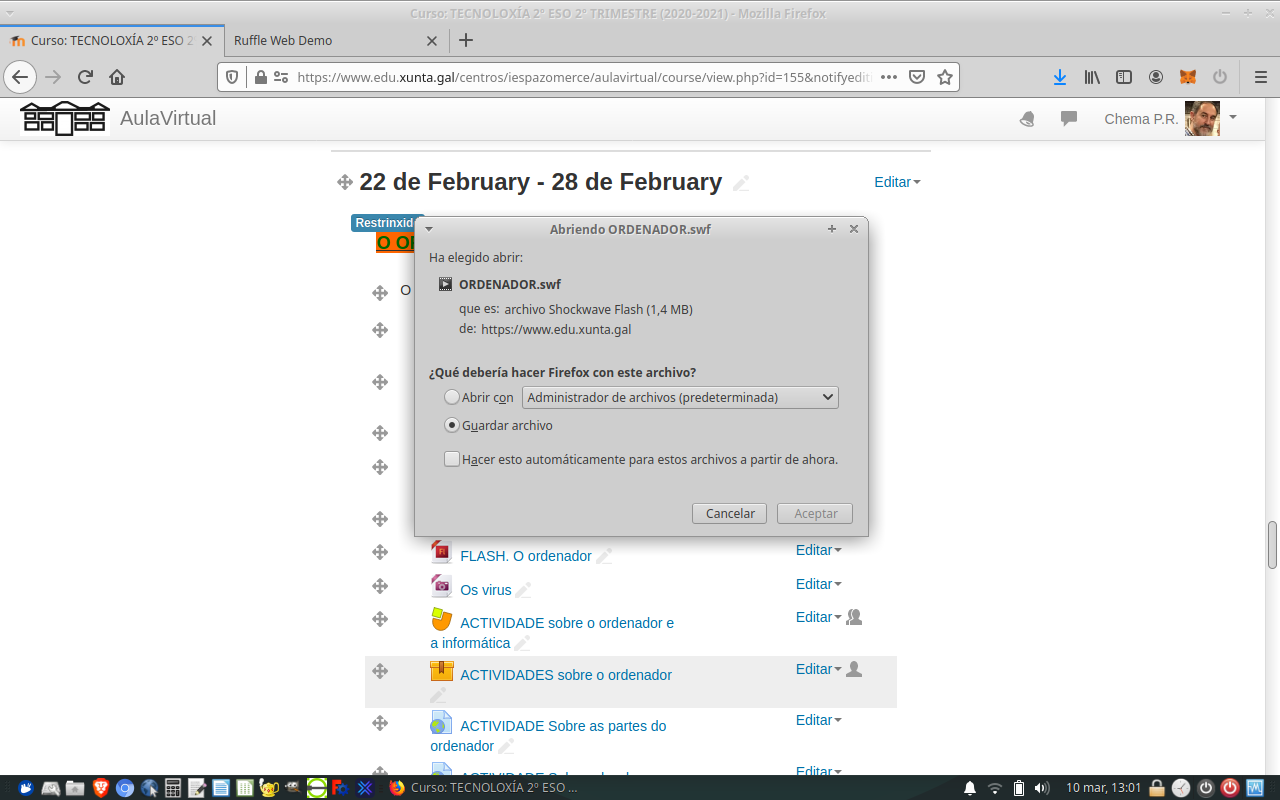 Curso: TECNOLOXÍA 2º ESO 2º TRIMESTRE (2020-2021) - Mozilla Firefox
Curso: TECNOLOXÍA 2º ESO 2º
Ruffle Web Demo
https://www.edu.xunta.gal/centros/iespazomerce/aulavirtual/course/view.php?id=155&notifyediti
AulaVirtual
Chema P.R.
22 de February - 28 de February
Editar
Restrinxido
O
Abriendo ORDENADOR.swf
Ha elegido abrir:
ORDENADOR.swf
que es: archivo Shockwave Flash (1,4 MB)
de: https://www.edu.xunta.gal
¿Qué debería hacer Firefox con este archivo?
Abrir con Administrador de archivos (predeterminada)
Guardar archivo
Hacer esto automáticamente para estos archivos a partir de ahora.
Cancelar Aceptar
O
FLASH. O ordenador Editar
Os virus Editar
ACTIVIDADE sobre o ordenador e Editar
a informática
ACTIVIDADES sobre o ordenador Editar
ACTIVIDADE Sobre as partes do Editar
ordenador
ACTIVIDADE Editar
Curso: TECNOLOXÍA 2º ESO ...
10 mar, 13:01